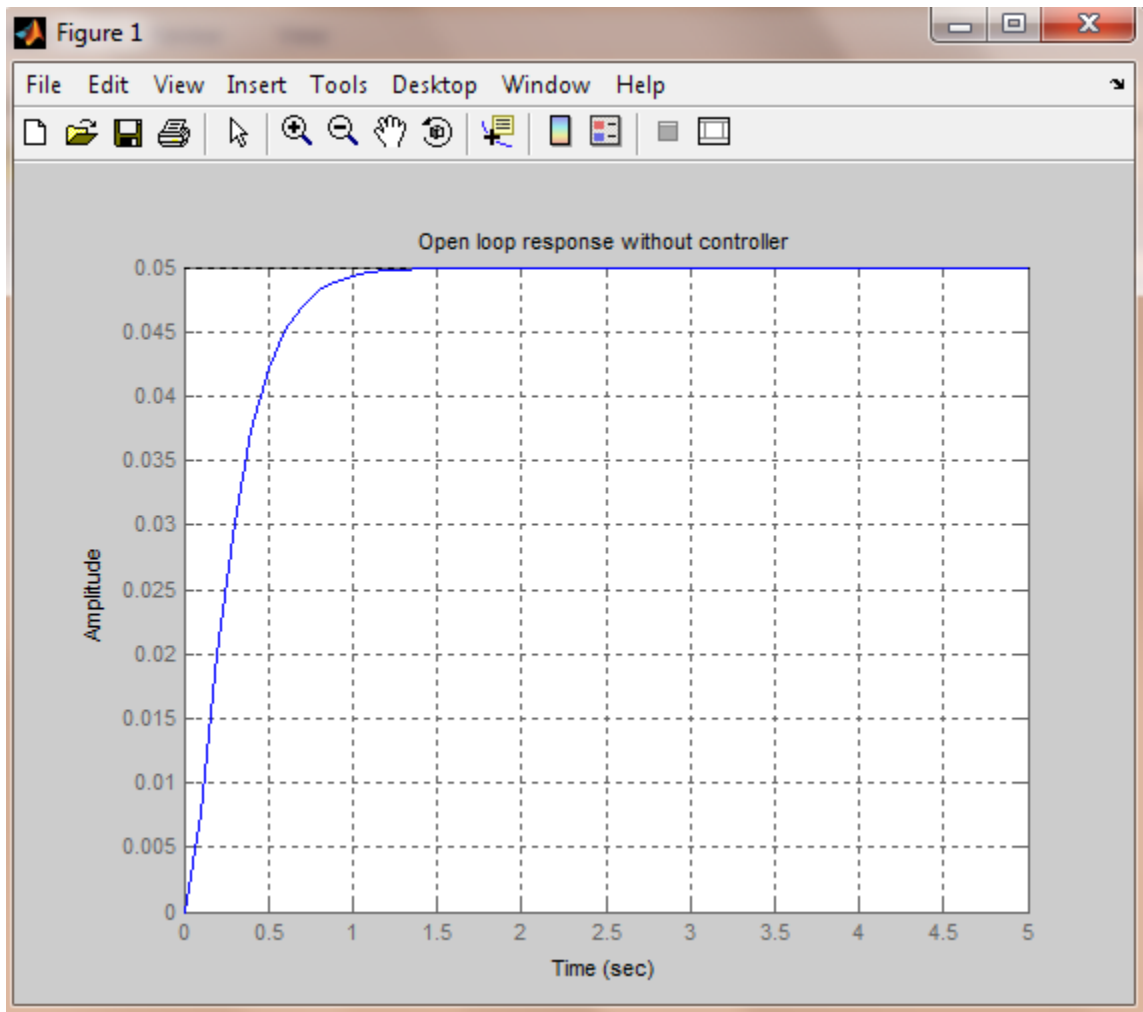 Figure 1
File Edit View Insert Tools Desktop Window Help
Open loop response without controller
0.05
0.045
0.04
0.035
0.03
0.025
0.02
0.015
0.01
0.005
0
Amplitude
0 0.5 1 1.5 2 2.5 3 3.5 4 4.5 5
Time (sec)